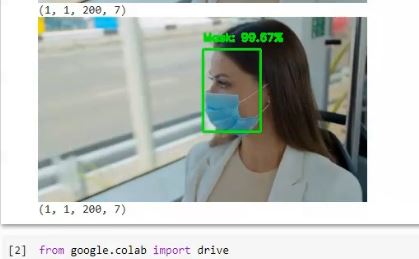 (1, 1, 200, 7)
Mask: 99.67%
(1, 1, 200, 7)
[2] from google.colab import drive